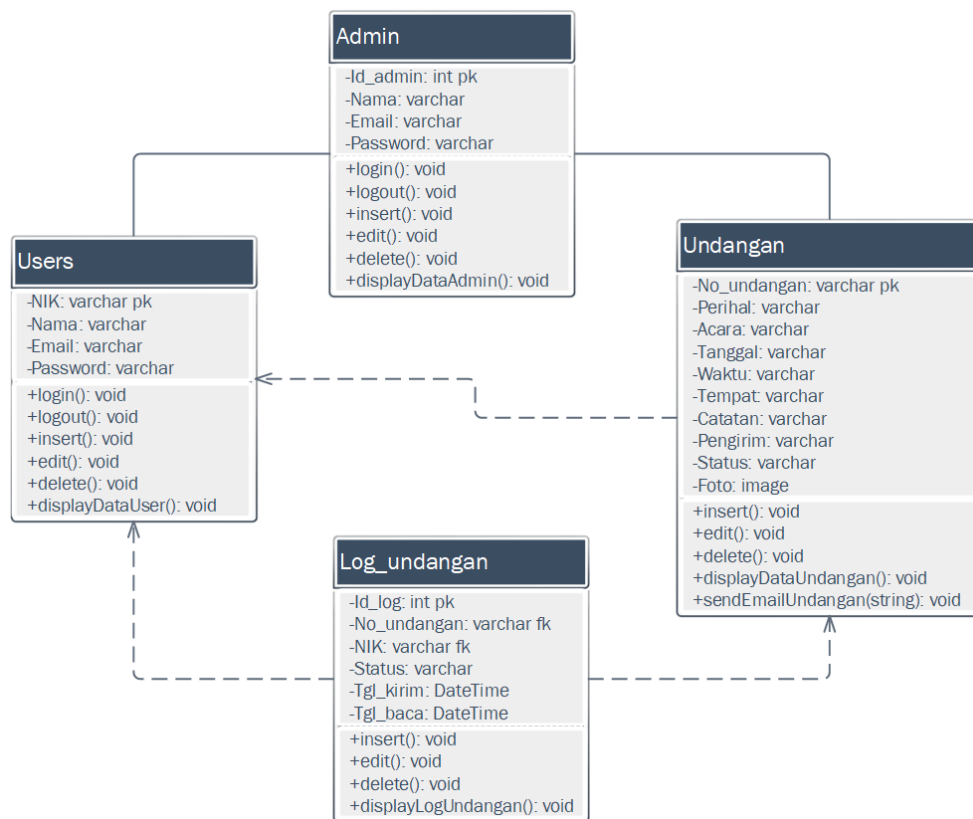 Admin
-Id_admin: int pk
-Nama: varchar
-Email: varchar
-Password: varchar
+login(): void
+logout(): void
+insert(): void
+edit(): void
+delete(): void
+displayDataAdmin(): void
Users
-NIK: varchar pk
-Nama: varchar
-Email: varchar
-Password: varchar
+login(): void
+logout(): void
+insert(): void
+edit(): void
+delete(): void
+displayDataUser(): void
Undangan
-No_undangan: varchar pk
-Perihal: varchar
-Acara: varchar
-Tanggal: varchar
-Waktu: varchar
-Tempat: varchar
-Catatan: varchar
-Pengirim: varchar
-Status: varchar
-Foto: image
+insert(): void
+edit(): void
+delete(): void
+displayDataUndangan(): void
+sendEmailUndangan(string): void
Log_undangan
-Id_log: int pk
-No_undangan: varchar fk
-NIK: varchar fk
-Status: varchar
-Tgl_kirim: DateTime
-Tgl_baca: DateTime
+insert(): void
+edit(): void
+delete(): void
+displayLogUndangan(): void